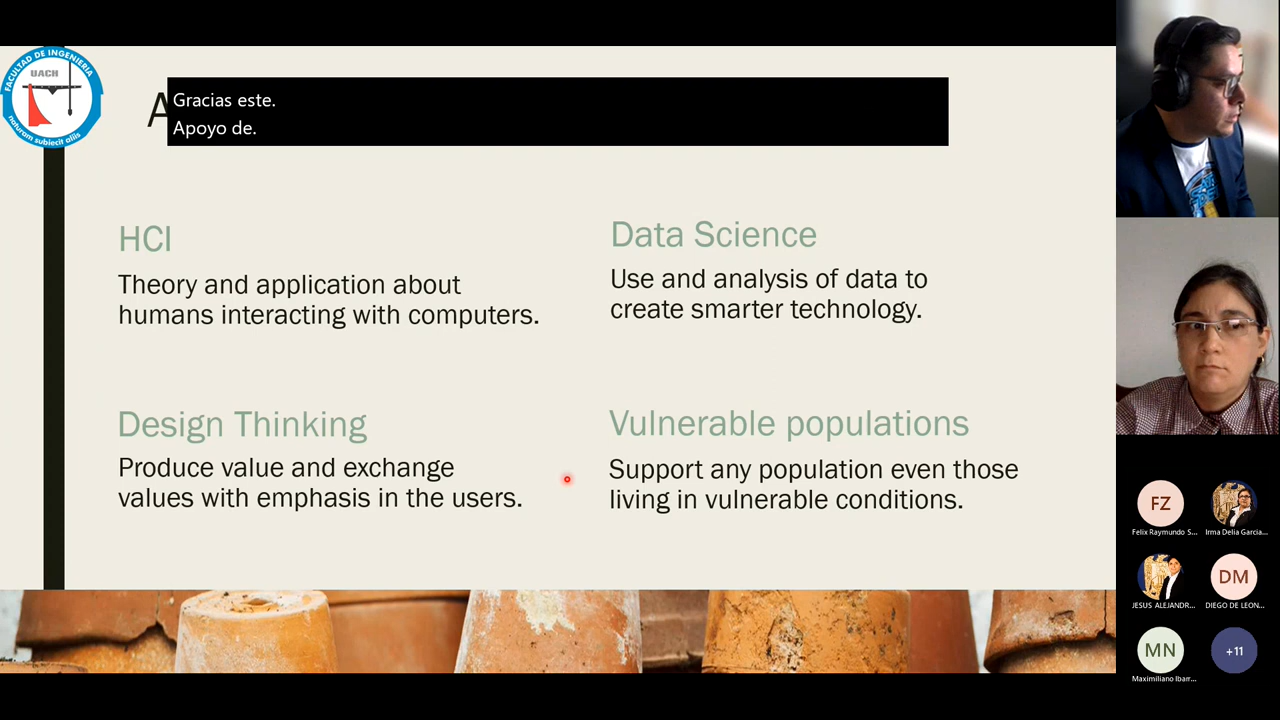 FACULTAD DE INGENIERIA
UACH
naturam subiecit aliis
A
Gracias este.
Apoyo de.
HCI
Theory and application about
humans interacting with computers.
Data Science
Use and analysis of data to
create smarter technology.
Design Thinking
Produce value and exchange
values with emphasis in the users.
Vulnerable populations
Support any population even those
living in vulnerable conditions.
FZ
Felix Raymundo S...
Irma Delia Garcia...
JESUS ALEJANDR...
DM
DIEGO DE LEON...
MN
Maximiliano Ibarr...
+11